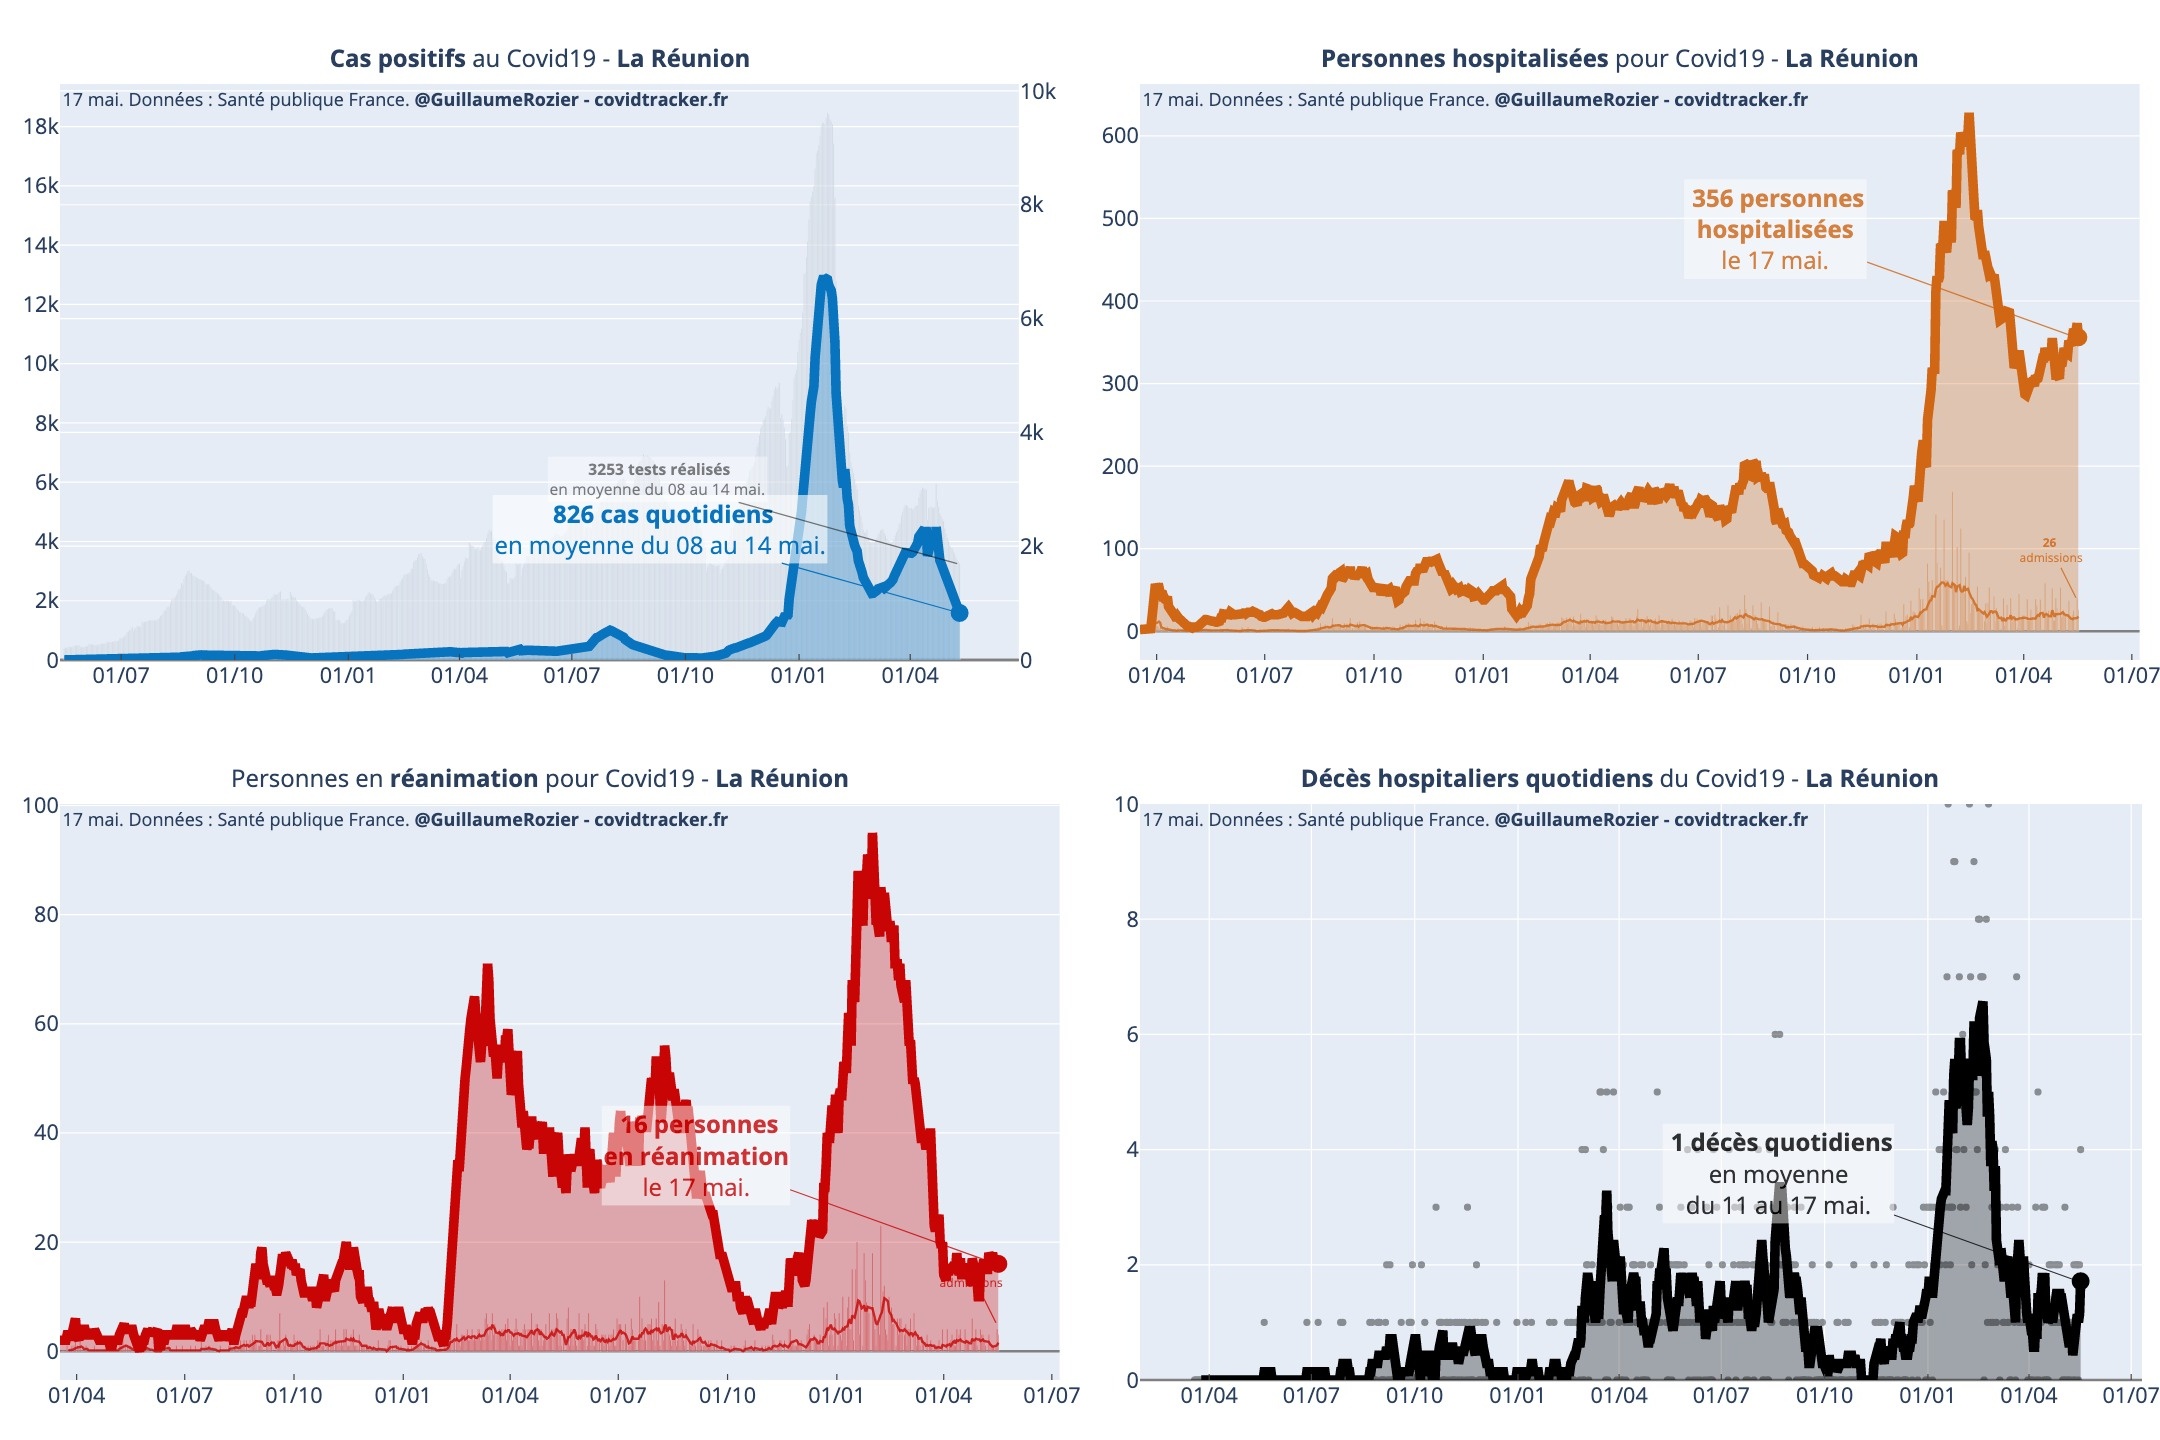 Cas positifs au Covid19 - La Réunion
17 mai. Données : Santé publique France. @GuillaumeRozier - covidtracker.fr
10k
18k
16k
8k
14k
12k
6k
10k
8k
4k
6k
4k
2k
2k
0
0
3253 tests réalisés
en moyenne du 08 au 14 mai.
826 cas quotidiens
en moyenne du 08 au 14 mai.
01/07 01/10 01/01 01/04 01/07 01/10 01/01 01/04
Personnes hospitalisées pour Covid19 - La Réunion
17 mai. Données : Santé publique France. @GuillaumeRozier - covidtracker.fr
600
500
400
300
200
100
0
356 personnes
hospitalisées
le 17 mai.
26
admissions
01/04 01/07 01/10 01/01 01/04 01/07 01/10 01/01 01/04 01/07
Personnes en réanimation pour Covid19 - La Réunion
17 mai. Données : Santé publique France. @GuillaumeRozier - covidtracker.fr
100
80
60
40
20
0
16 personnes
en réanimation
le 17 mai.
admissions
01/04 01/07 01/10 01/01 01/04 01/07 01/10 01/01 01/04 01/07
Décès hospitaliers quotidiens du Covid19 - La Réunion
17 mai. Données : Santé publique France. @GuillaumeRozier - covidtracker.fr
10
8
6
4
2
0
1 décès quotidiens
en moyenne
du 11 au 17 mai.
01/04 01/07 01/10 01/01 01/04 01/07 01/10 01/01 01/04 01/07